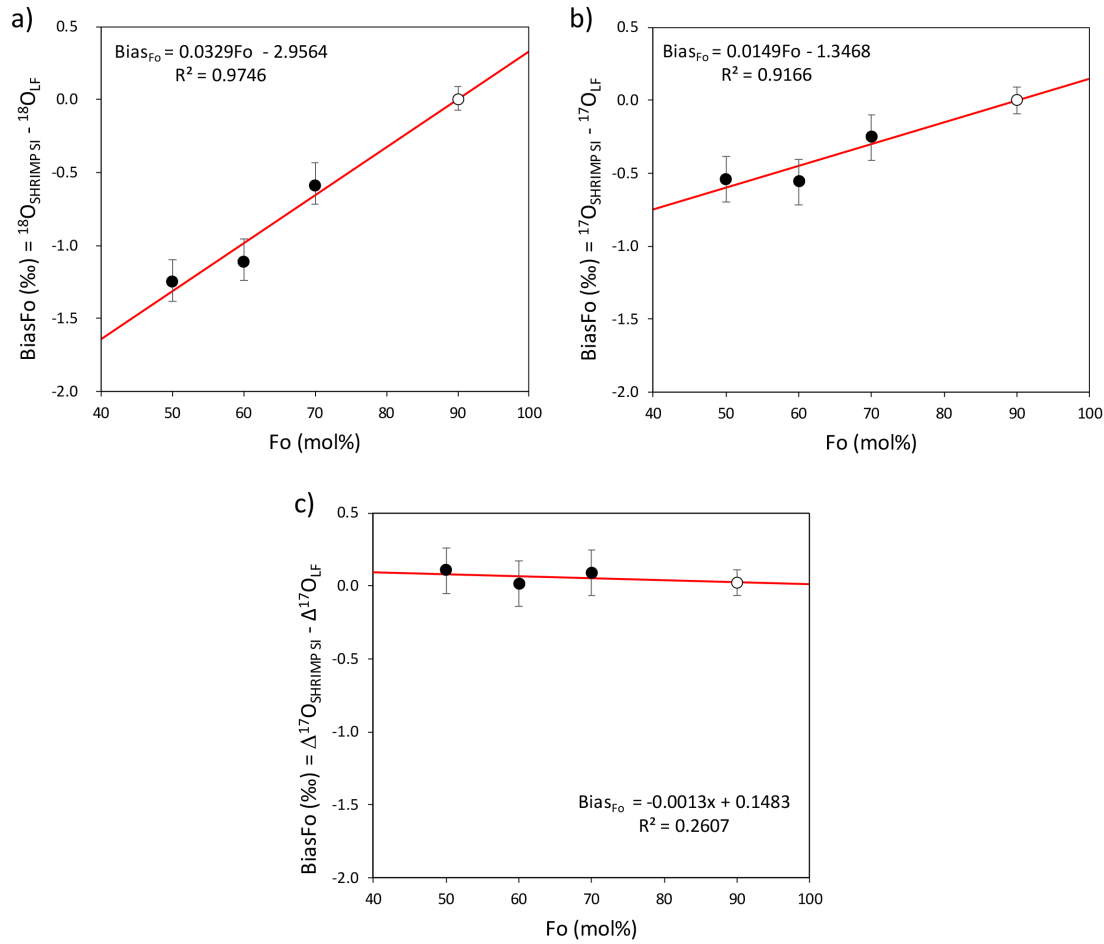 a)
Bias_Fo = 0.0329Fo - 2.9564
R² = 0.9746
BiasFo (‰) = ¹⁸O_SHRIMP SI - ¹⁸O_LF
0.5
0.0
-0.5
-1.0
-1.5
-2.0
40 50 60 70 80 90 100
Fo (mol%)
b)
Bias_Fo = 0.0149Fo - 1.3468
R² = 0.9166
BiasFo (‰) = ¹⁷O_SHRIMP SI - ¹⁷O_LF
0.5
0.0
-0.5
-1.0
-1.5
-2.0
40 50 60 70 80 90 100
Fo (mol%)
c)
BiasFo (‰) = Δ¹⁷O_SHRIMP SI - Δ¹⁷O_LF
0.5
0.0
-0.5
-1.0
-1.5
-2.0
Bias_Fo = -0.0013x + 0.1483
R² = 0.2607
40 50 60 70 80 90 100
Fo (mol%)